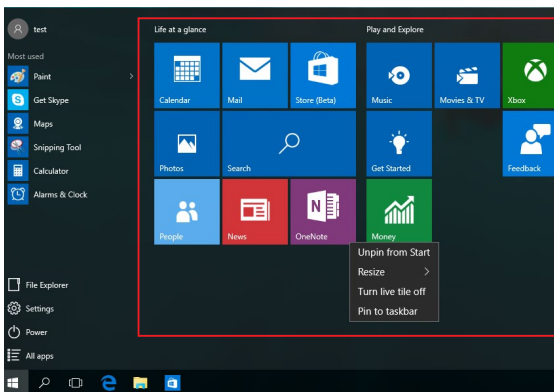 test
Most used
Paint
Get Skype
Maps
Snipping Tool
Calculator
Alarms & Clock
File Explorer
Settings
Power
All apps
Life at a glance
Calendar
Mail
Store (Beta)
Photos
Search
People
News
OneNote
Play and Explore
Music
Movies & TV
Xbox
Get Started
Feedback
Money
Unpin from Start
Resize
Turn live tile off
Pin to taskbar